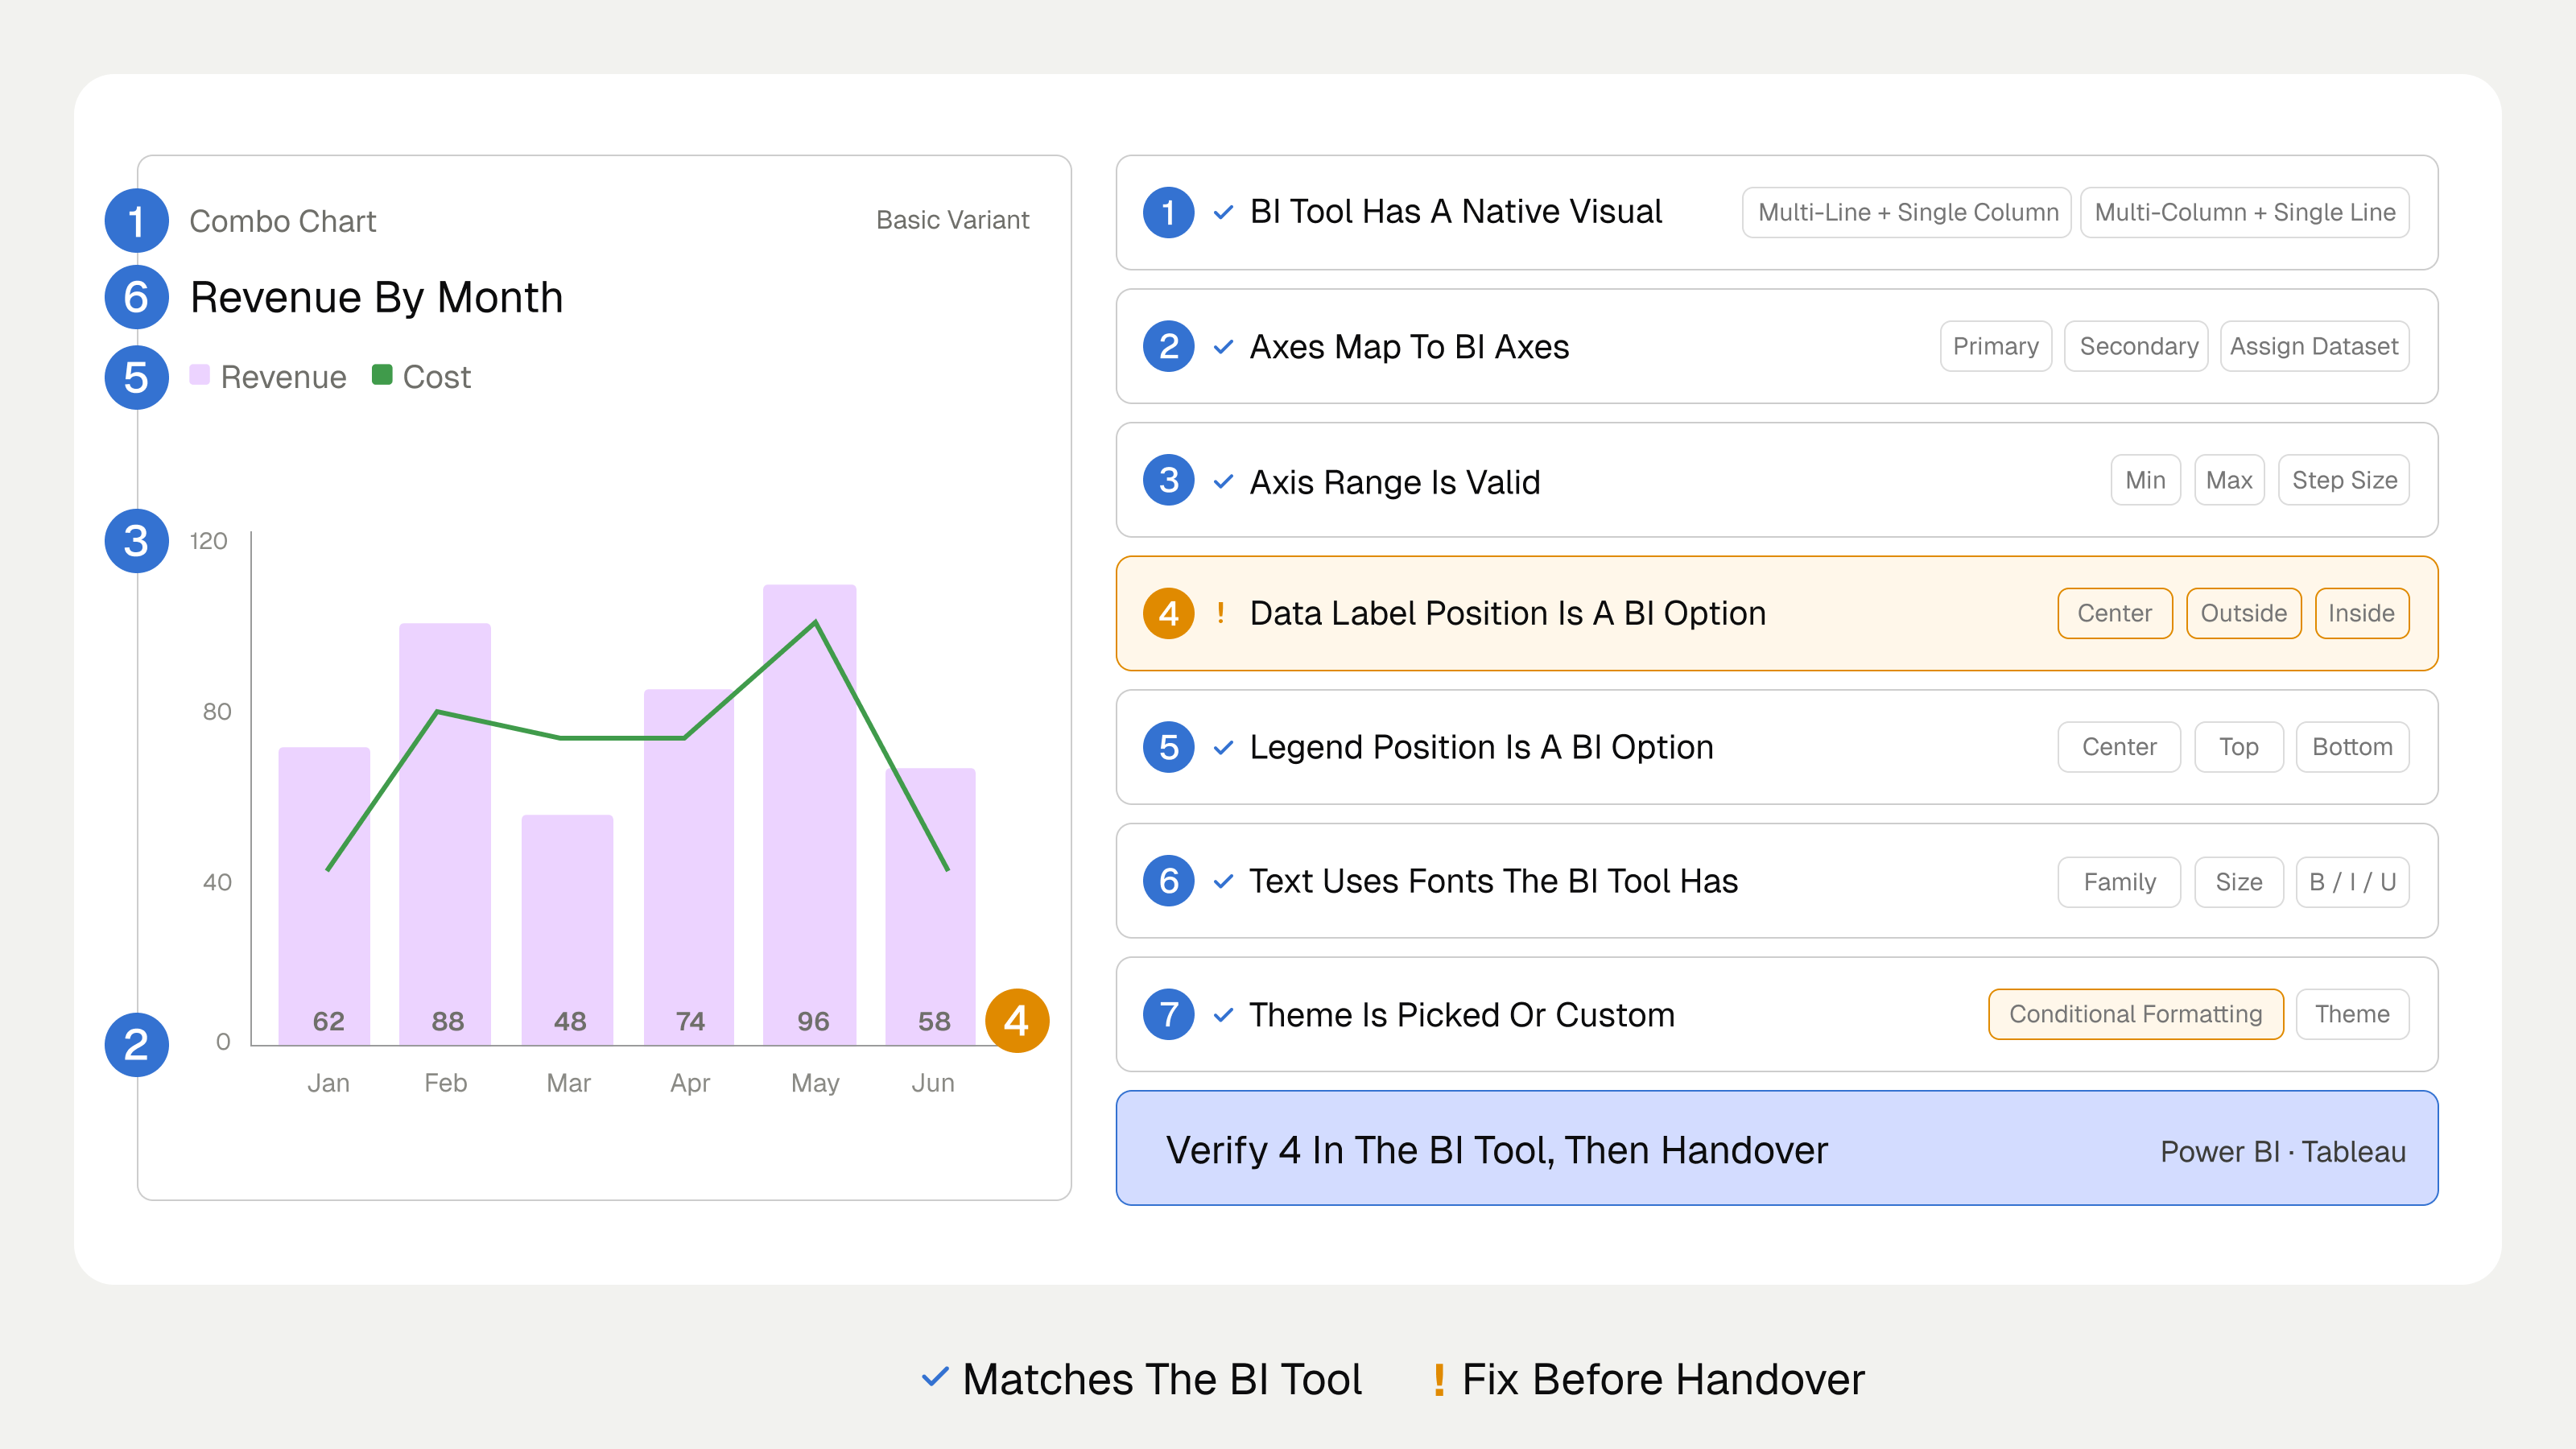 1 Combo Chart Basic Variant
6 Revenue By Month
5 Revenue Cost
3 120
80
40
0
2
62 88 48 74 96 58 4
Jan Feb Mar Apr May Jun
1 BI Tool Has A Native Visual Multi-Line + Single Column Multi-Column + Single Line
2 Axes Map To BI Axes Primary Secondary Assign Dataset
3 Axis Range Is Valid Min Max Step Size
4 ! Data Label Position Is A BI Option Center Outside Inside
5 Legend Position Is A BI Option Center Top Bottom
6 Text Uses Fonts The BI Tool Has Family Size B / I / U
7 Theme Is Picked Or Custom Conditional Formatting Theme
Verify 4 In The BI Tool, Then Handover Power BI · Tableau
Matches The BI Tool ! Fix Before Handover